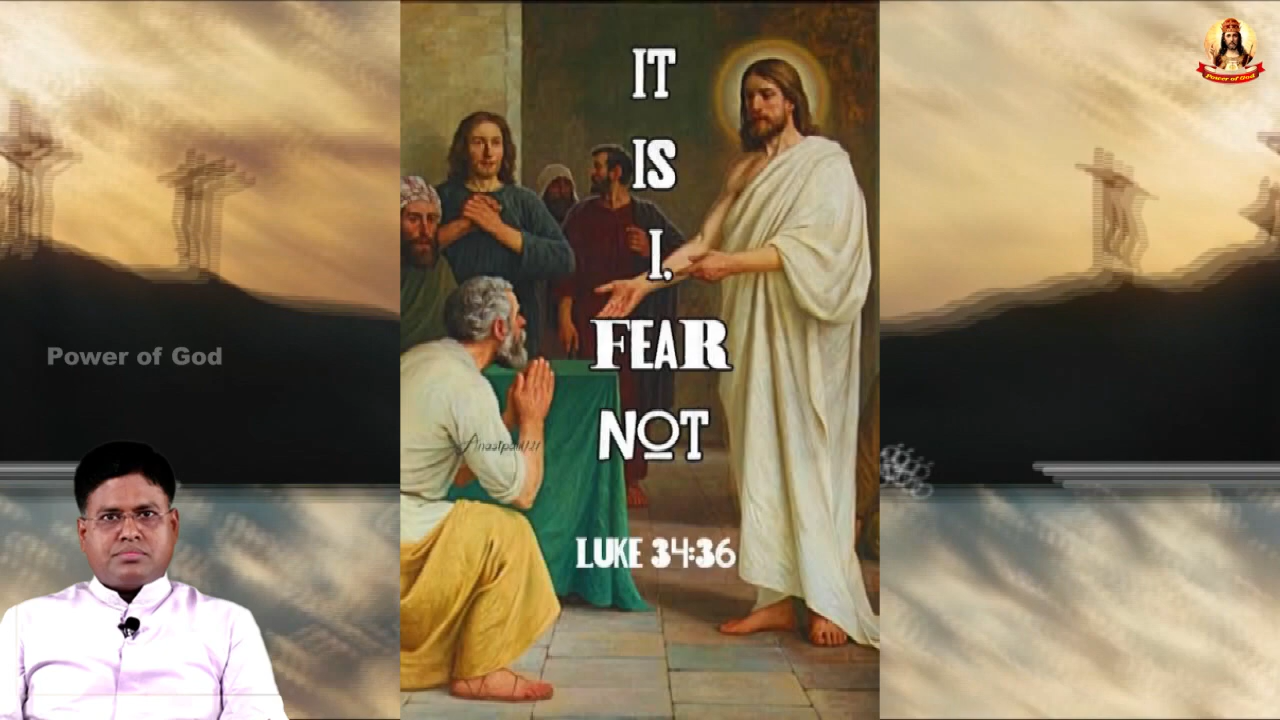 IT
IS
I,
FEAR
NOT
LUKE 34:36
Power of God
Power of God